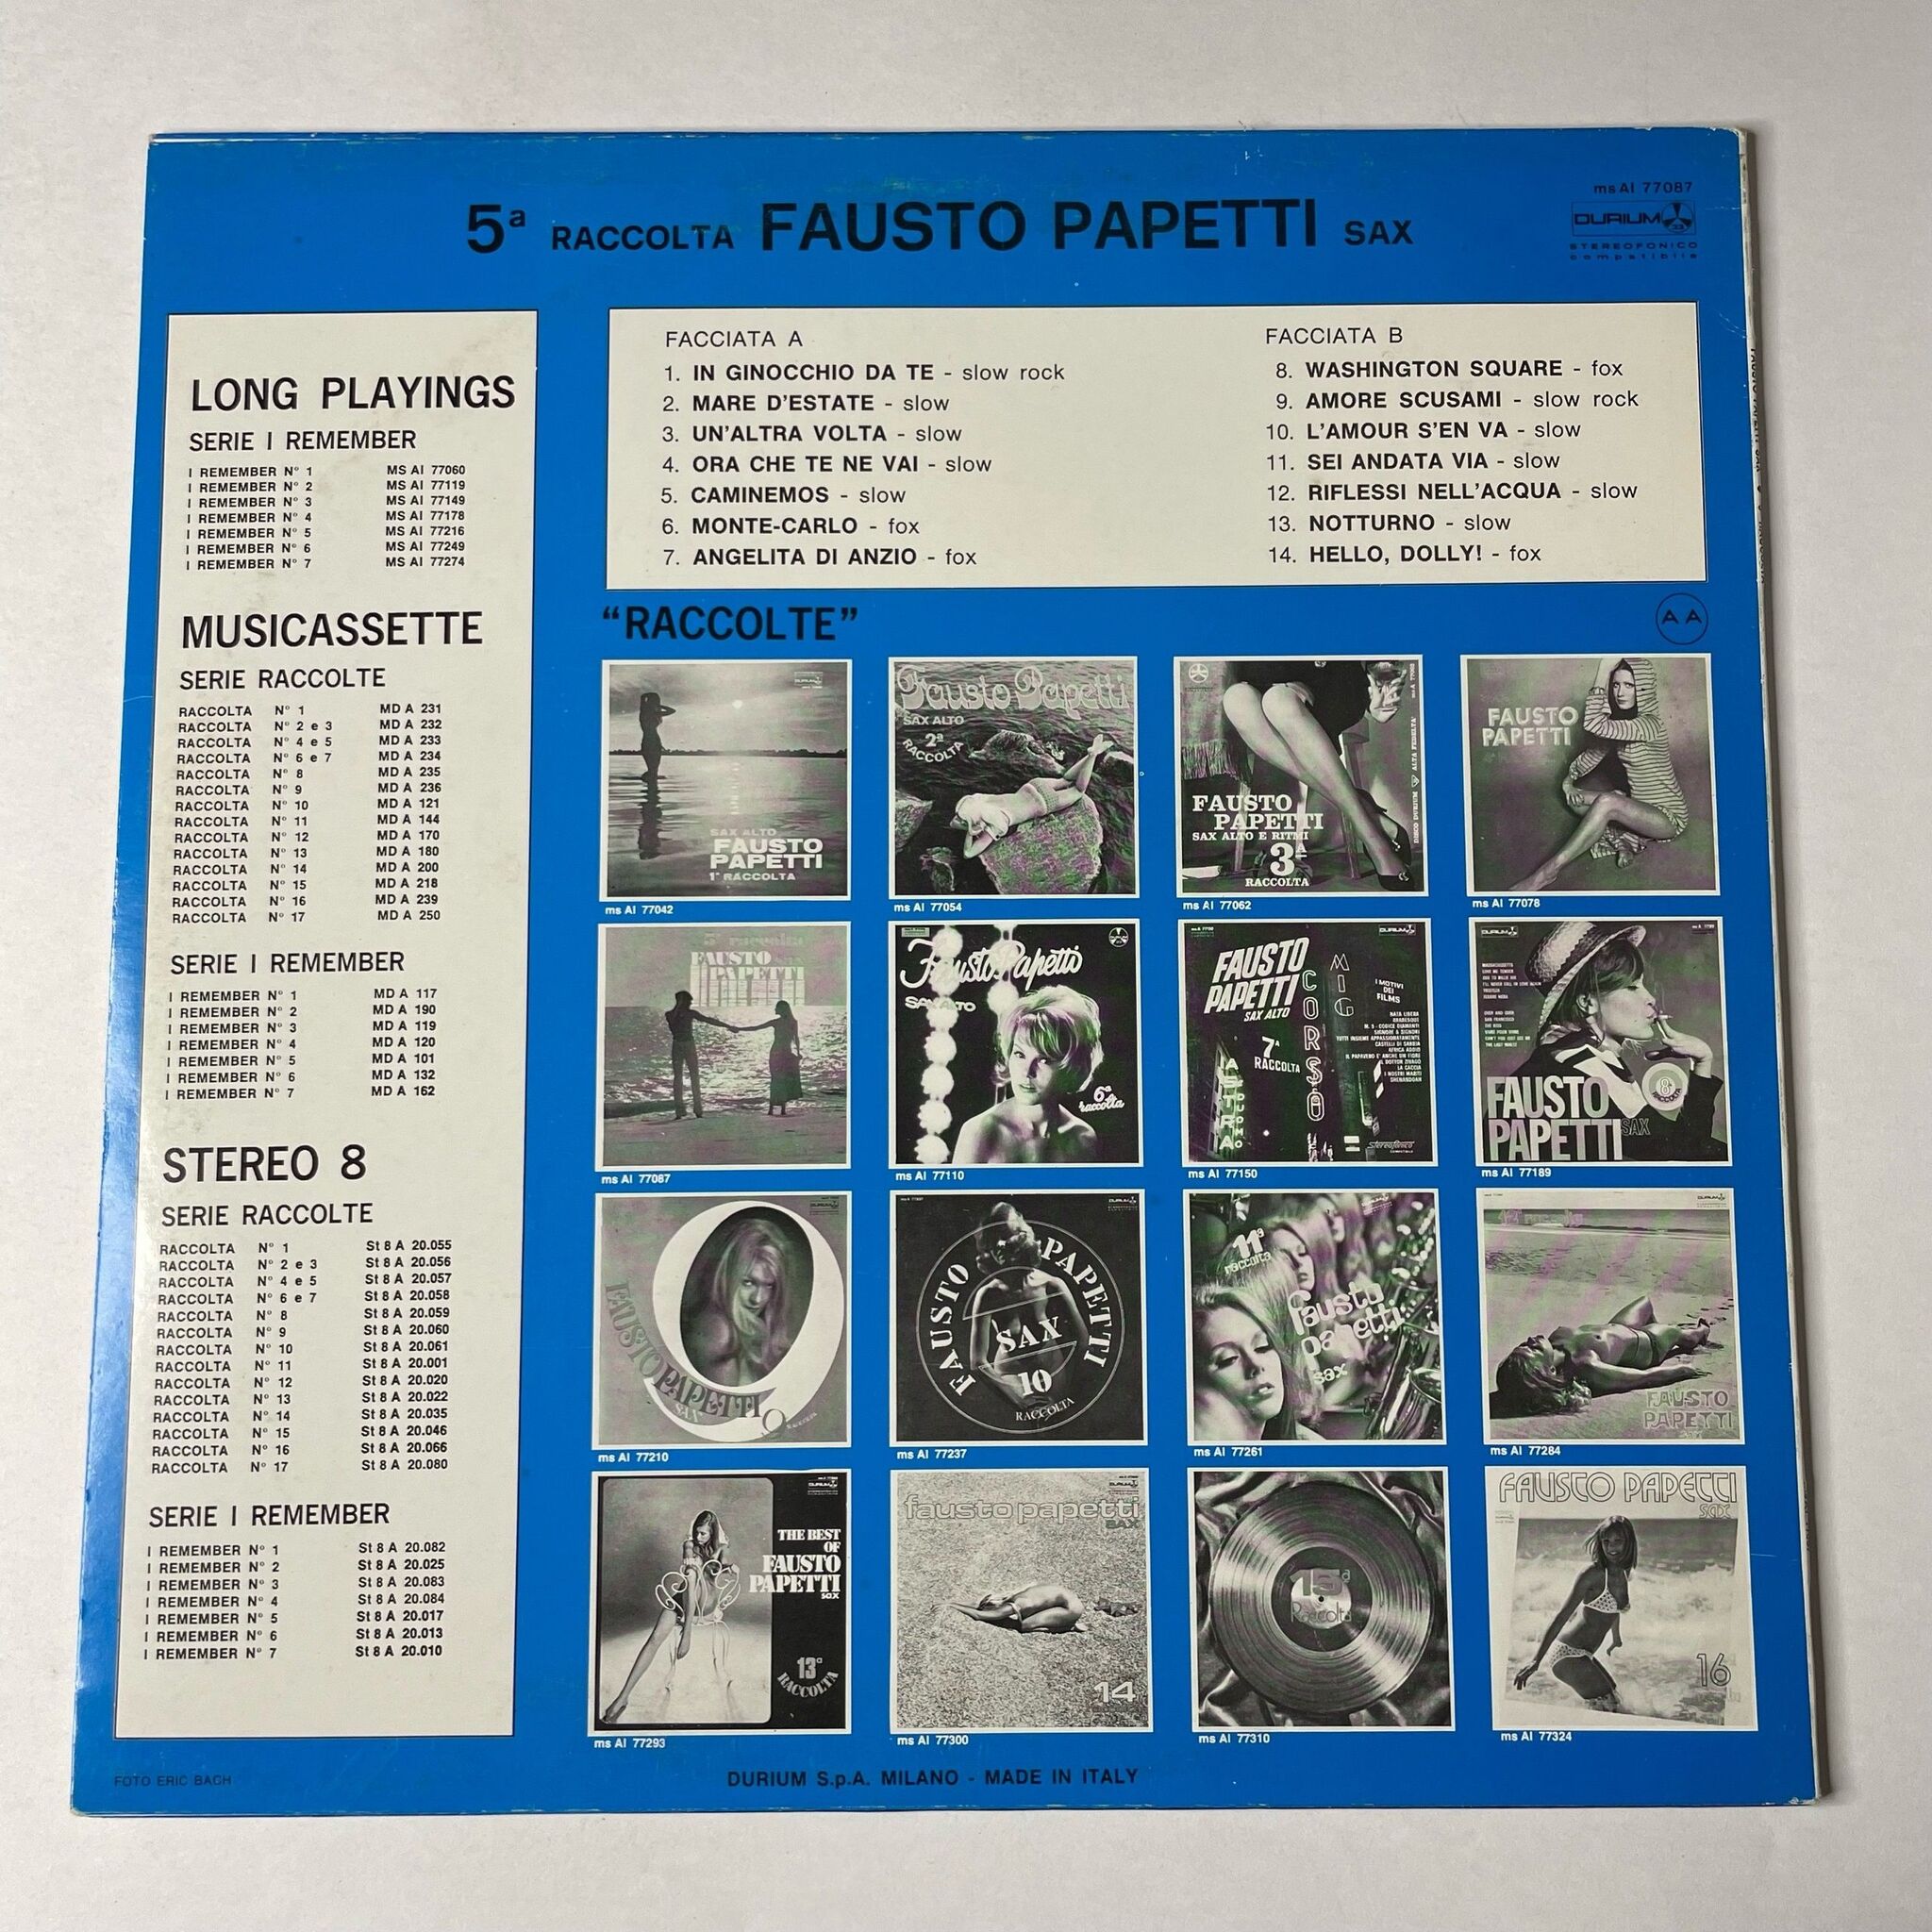 5ª RACCOLTA FAUSTO PAPETTI SAX
ms AI 77087
DURIUM
STEREOFONICO
compatibile
LONG PLAYINGS
SERIE I REMEMBER
I REMEMBER N° 1 MS AI 77060
I REMEMBER N° 2 MS AI 77119
I REMEMBER N° 3 MS AI 77149
I REMEMBER N° 4 MS AI 77178
I REMEMBER N° 5 MS AI 77216
I REMEMBER N° 6 MS AI 77249
I REMEMBER N° 7 MS AI 77274
MUSICASSETTE
SERIE RACCOLTE
RACCOLTA N° 1 MD A 231
RACCOLTA N° 2 e 3 MD A 232
RACCOLTA N° 4 e 5 MD A 233
RACCOLTA N° 6 e 7 MD A 234
RACCOLTA N° 8 MD A 235
RACCOLTA N° 9 MD A 236
RACCOLTA N° 10 MD A 121
RACCOLTA N° 11 MD A 144
RACCOLTA N° 12 MD A 170
RACCOLTA N° 13 MD A 180
RACCOLTA N° 14 MD A 200
RACCOLTA N° 15 MD A 218
RACCOLTA N° 16 MD A 239
RACCOLTA N° 17 MD A 250
SERIE I REMEMBER
I REMEMBER N° 1 MD A 117
I REMEMBER N° 2 MD A 190
I REMEMBER N° 3 MD A 119
I REMEMBER N° 4 MD A 120
I REMEMBER N° 5 MD A 101
I REMEMBER N° 6 MD A 132
I REMEMBER N° 7 MD A 162
STEREO 8
SERIE RACCOLTE
RACCOLTA N° 1 St 8 A 20.055
RACCOLTA N° 2 e 3 St 8 A 20.056
RACCOLTA N° 4 e 5 St 8 A 20.057
RACCOLTA N° 6 e 7 St 8 A 20.058
RACCOLTA N° 8 St 8 A 20.059
RACCOLTA N° 9 St 8 A 20.060
RACCOLTA N° 10 St 8 A 20.061
RACCOLTA N° 11 St 8 A 20.001
RACCOLTA N° 12 St 8 A 20.020
RACCOLTA N° 13 St 8 A 20.022
RACCOLTA N° 14 St 8 A 20.035
RACCOLTA N° 15 St 8 A 20.046
RACCOLTA N° 16 St 8 A 20.066
RACCOLTA N° 17 St 8 A 20.080
SERIE I REMEMBER
I REMEMBER N° 1 St 8 A 20.082
I REMEMBER N° 2 St 8 A 20.025
I REMEMBER N° 3 St 8 A 20.083
I REMEMBER N° 4 St 8 A 20.084
I REMEMBER N° 5 St 8 A 20.017
I REMEMBER N° 6 St 8 A 20.013
I REMEMBER N° 7 St 8 A 20.010
FACCIATA A
1. IN GINOCCHIO DA TE - slow rock
2. MARE D'ESTATE - slow
3. UN'ALTRA VOLTA - slow
4. ORA CHE TE NE VAI - slow
5. CAMINEMOS - slow
6. MONTE-CARLO - fox
7. ANGELITA DI ANZIO - fox
FACCIATA B
8. WASHINGTON SQUARE - fox
9. AMORE SCUSAMI - slow rock
10. L'AMOUR S'EN VA - slow
11. SEI ANDATA VIA - slow
12. RIFLESSI NELL'ACQUA - slow
13. NOTTURNO - slow
14. HELLO, DOLLY! - fox
"RACCOLTE"
A A
SAX ALTO
FAUSTO
PAPETTI
1ª RACCOLTA
ms AI 77042
Fausto Papetti
SAX ALTO
2ª
RACCOLTA
ms AI 77054
FAUSTO
PAPETTI
SAX ALTO E RITMI
3ª
RACCOLTA
DISCO DURIUM ALTA FEDELTA'
ms AI 77062
FAUSTO
PAPETTI
ms AI 77078
5ª raccolta
FAUSTO
PAPETTI
ms AI 77087
Fausto Papetti
SAX ALTO
6ª
raccolta
ms AI 77110
FAUSTO
PAPETTI
SAX ALTO
7ª
RACCOLTA
I MOTIVI
DEI
FILMS
MIG
CORSO
ASTRA
DUOMO
ms AI 77150
DURIUM
FAUSTO
PAPETTI
SAX
8ª
RACCOLTA
ms AI 77189
FAUSTO PAPETTI
SAX
9
ms AI 77210
FAUSTO PAPETTI
SAX
10
RACCOLTA
ms AI 77237
11ª
raccolta
fausto
papetti
sax
ms AI 77261
12ª raccolta
FAUSTO
PAPETTI
ms AI 77284
THE BEST
OF
FAUSTO
PAPETTI
sax
13ª
RACCOLTA
ms AI 77293
fausto papetti
SAX
14
ms AI 77300
15ª
Raccolta
ms AI 77310
FAUSTO PAPETTI
sax
16
ms AI 77324
FOTO ERIC BACH
DURIUM S.p.A. MILANO - MADE IN ITALY